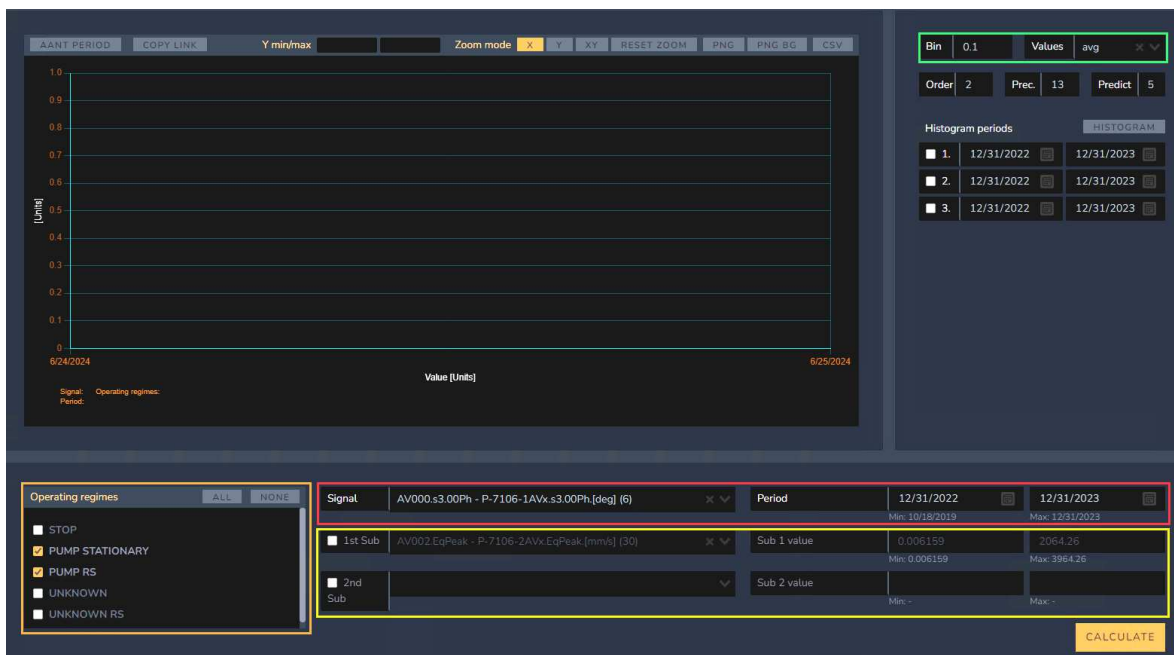 AANT PERIOD COPY LINK Y min/max Zoom mode X Y XY RESET ZOOM PNG PNG BG CSV
1.0
0.9
0.8
0.7
0.6
0.5
0.4
0.3
0.2
0.1
0
[Units]
6/24/2024 6/25/2024
Value [Units]
Signal: Operating regimes:
Period:
Bin 0.1 Values avg
Order 2 Prec. 13 Predict 5
Histogram periods HISTOGRAM
1. 12/31/2022 12/31/2023
2. 12/31/2022 12/31/2023
3. 12/31/2022 12/31/2023
Operating regimes ALL NONE
STOP
PUMP STATIONARY
PUMP RS
UNKNOWN
UNKNOWN RS
Signal AV000.s3.00Ph - P-7106-1AVx.s3.00Ph.[deg] (6) Period 12/31/2022 12/31/2023
Min: 10/18/2019 Max: 12/31/2023
1st Sub AV002.EqPeak - P-7106-2AVx.EqPeak.[mm/s] (30) Sub 1 value 0.006159 2064.26
Min: 0.006159 Max: 3964.26
2nd Sub Sub 2 value
Min: - Max: -
CALCULATE